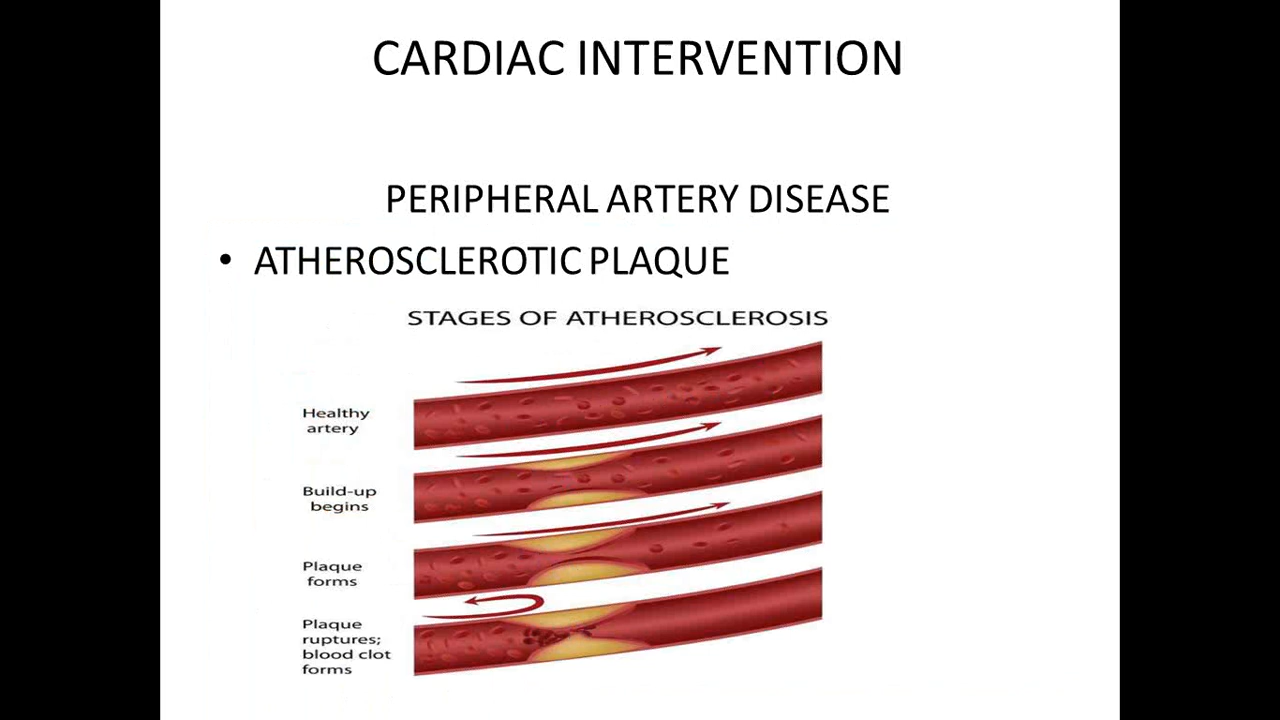 CARDIAC INTERVENTION
PERIPHERAL ARTERY DISEASE
• ATHEROSCLEROTIC PLAQUE
STAGES OF ATHEROSCLEROSIS
Healthy
artery
Build-up
begins
Plaque
forms
Plaque
ruptures;
blood clot
forms